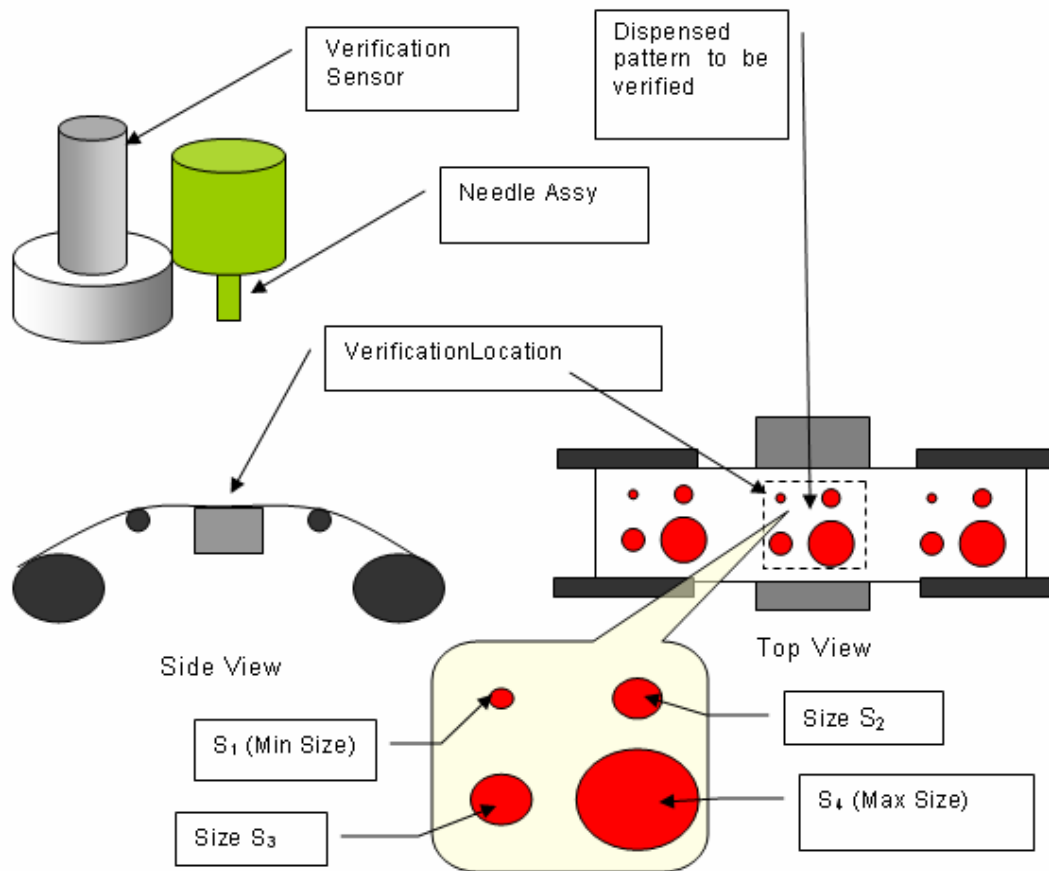 Verification
Sensor
Dispensed
pattern to be
verified
Needle Assy
VerificationLocation
Side View
Top View
S₁ (Min Size)
Size S₂
Size S₃
S₄ (Max Size)